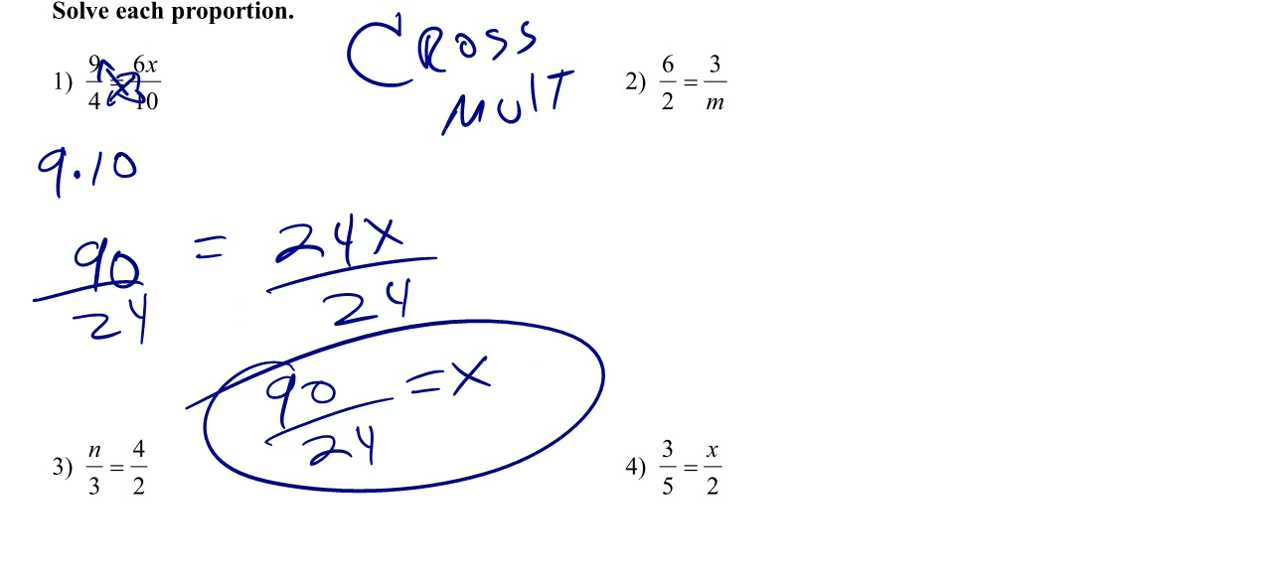 Solve each proportion.
1) 9/4 = 6x/10
CROSS
MULT
2) 6/2 = 3/m
9.10
90/24 = 24x/24
90/24 = x
3) n/3 = 4/2
4) 3/5 = x/2